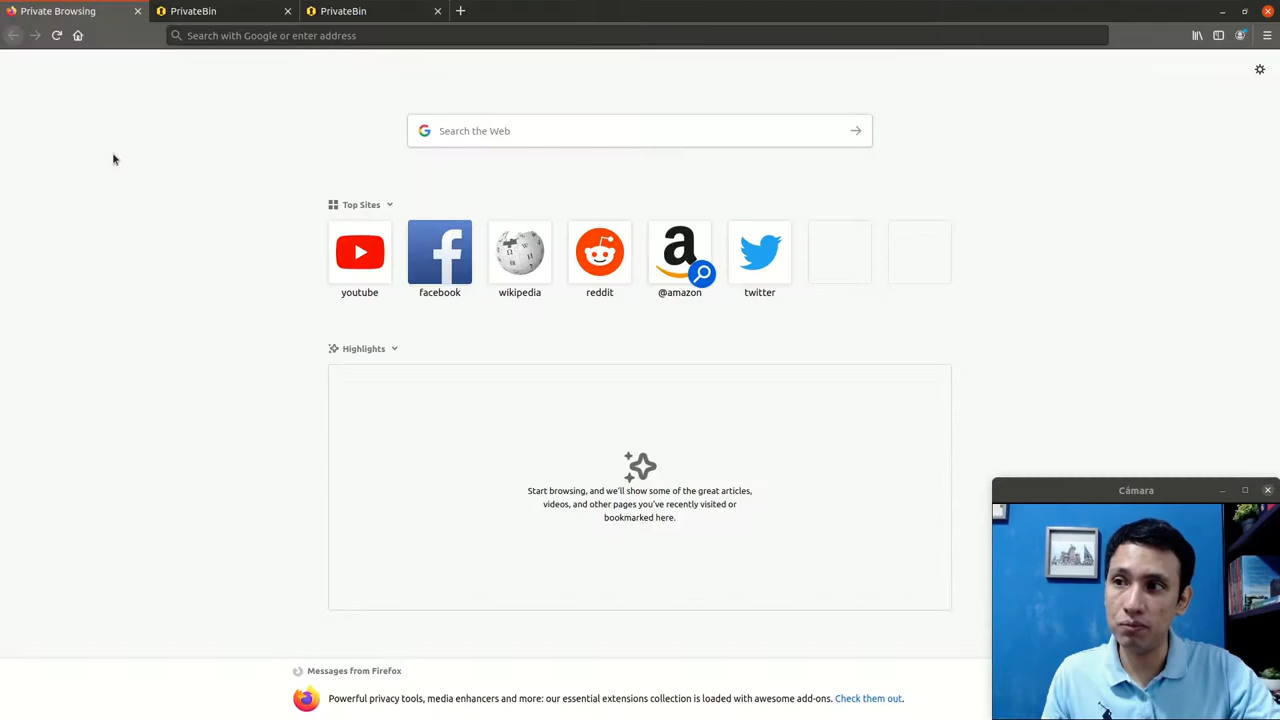 Private Browsing
PrivateBin
PrivateBin
Search with Google or enter address
Search the Web
Top Sites
youtube
facebook
wikipedia
reddit
@amazon
twitter
Highlights
Start browsing, and we'll show some of the great articles,
videos, and other pages you've recently visited or
bookmarked here.
Cámara
Messages from Firefox
Powerful privacy tools, media enhancers and more: our essential extensions collection is loaded with awesome add-ons. Check them out.